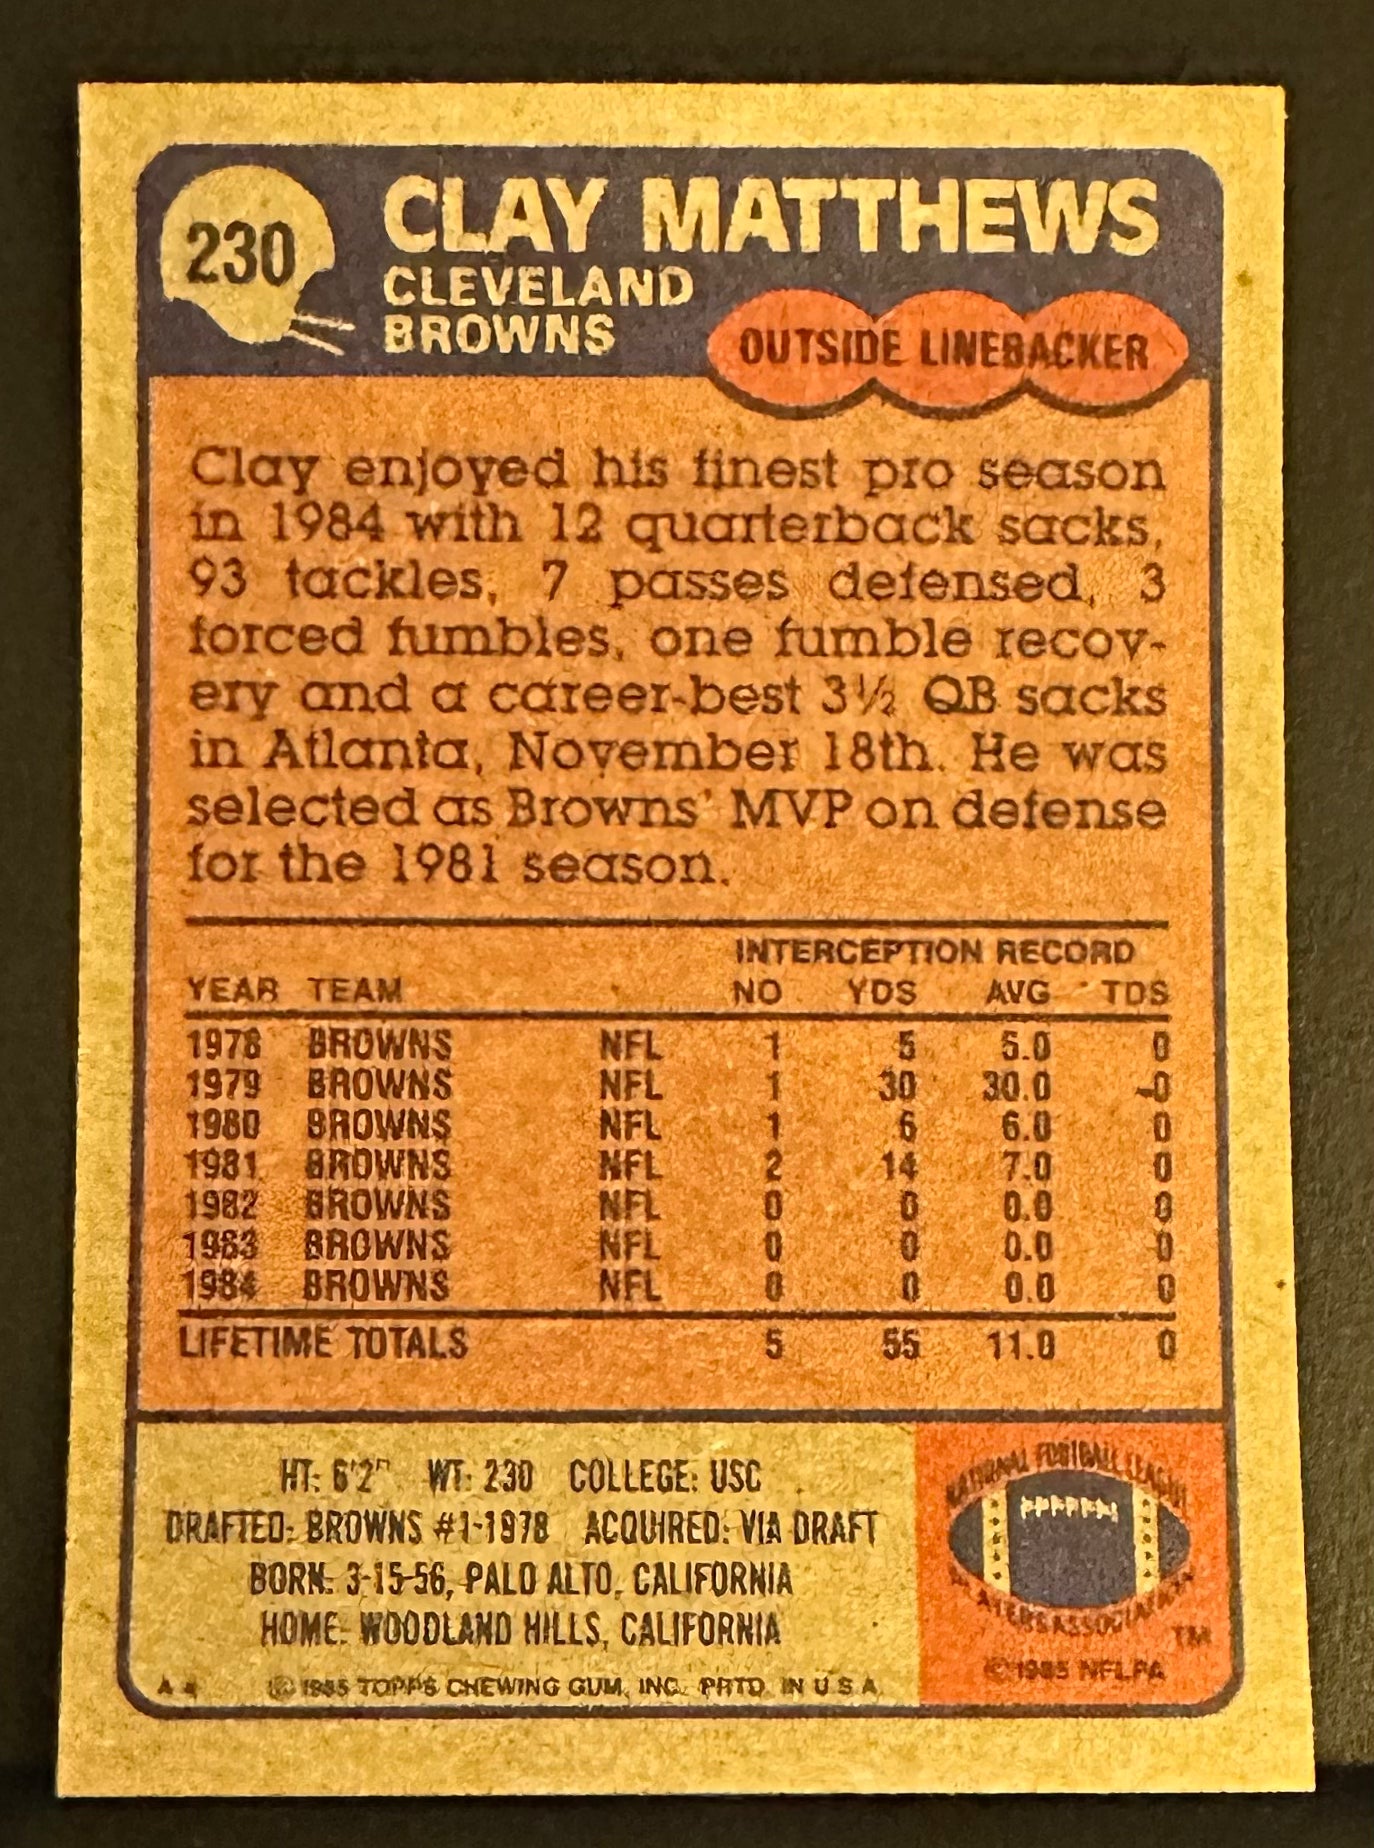 230
CLAY MATTHEWS
CLEVELAND
BROWNS
OUTSIDE LINEBACKER
Clay enjoyed his finest pro season
in 1984 with 12 quarterback sacks,
93 tackles, 7 passes defensed, 3
forced fumbles, one fumble recov-
ery and a career-best 3½ QB sacks
in Atlanta, November 18th. He was
selected as Browns' MVP on defense
for the 1981 season.
INTERCEPTION RECORD
YEAR TEAM NO YDS AVG TDS
1978 BROWNS NFL 1 5 5.0 0
1979 BROWNS NFL 1 30 30.0 0
1980 BROWNS NFL 1 6 6.0 0
1981 BROWNS NFL 2 14 7.0 0
1982 BROWNS NFL 0 0 0.0 0
1983 BROWNS NFL 0 0 0.0 0
1984 BROWNS NFL 0 0 0.0 0
LIFETIME TOTALS 5 55 11.0 0
HT: 6'2" WT: 230 COLLEGE: USC
DRAFTED: BROWNS #1-1978 ACQUIRED: VIA DRAFT
BORN: 3-15-56, PALO ALTO, CALIFORNIA
HOME: WOODLAND HILLS, CALIFORNIA
© 1985 TOPPS CHEWING GUM, INC. PRTD. IN U.S.A.
NATIONAL FOOTBALL LEAGUE
PLAYERS ASSOCIATION
TM
© 1985 NFLPA